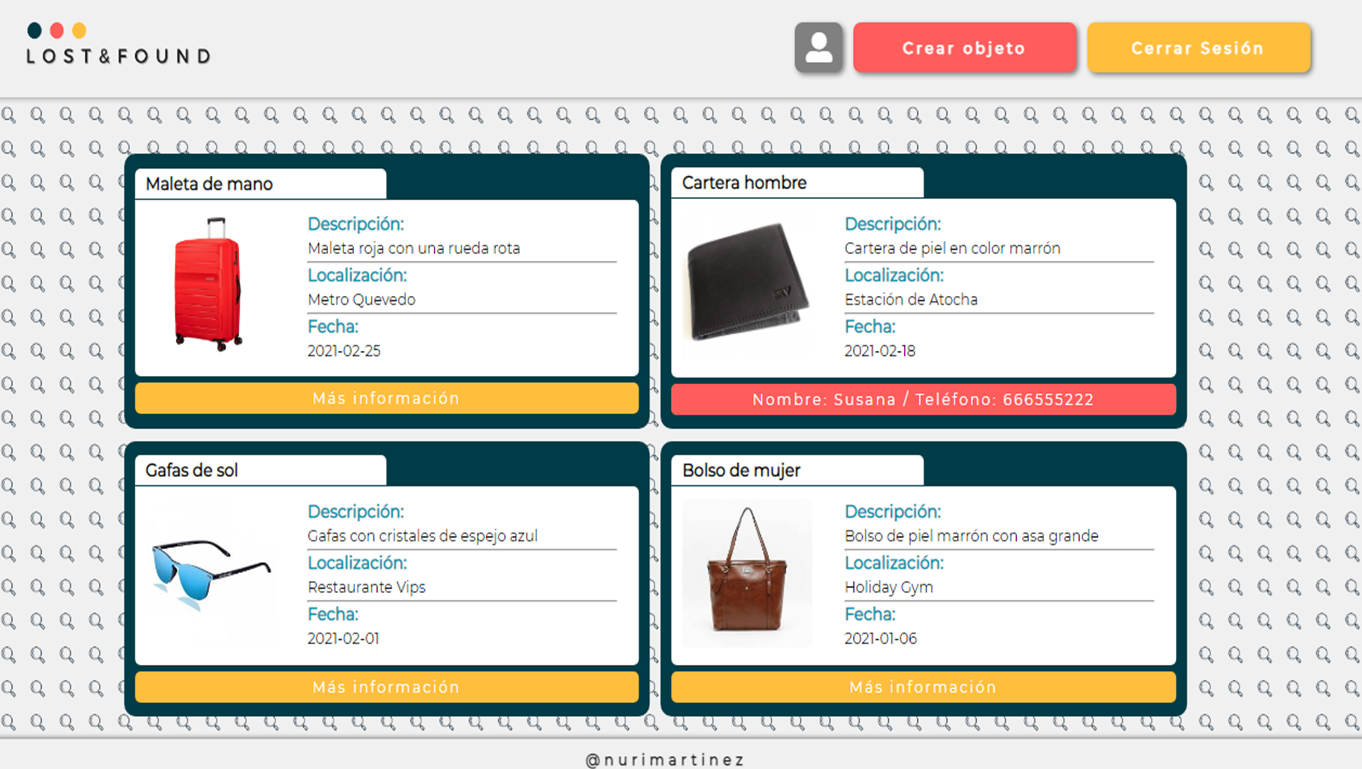 LOST&FOUND
Crear objeto
Cerrar Sesión
Maleta de mano
Descripción:
Maleta roja con una rueda rota
Localización:
Metro Quevedo
Fecha:
2021-02-25
Más información
Cartera hombre
Descripción:
Cartera de piel en color marrón
Localización:
Estación de Atocha
Fecha:
2021-02-18
Nombre: Susana / Teléfono: 666555222
Gafas de sol
Descripción:
Gafas con cristales de espejo azul
Localización:
Restaurante Vips
Fecha:
2021-02-01
Más información
Bolso de mujer
Descripción:
Bolso de piel marrón con asa grande
Localización:
Holiday Gym
Fecha:
2021-01-06
Más información
@nurimartinez